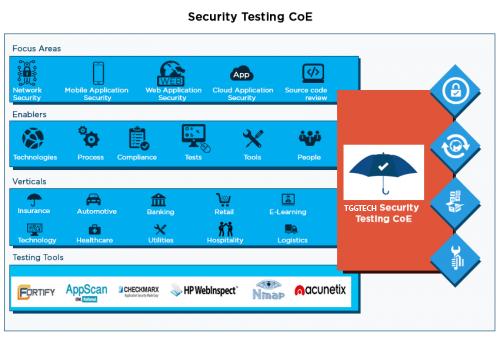 Security Testing CoE
Focus Areas
WEB
App
Network Security
Mobile Application Security
Web Application Security
Cloud Application Security
Source code review
Enablers
Technologies Process Compliance Tests Tools People
TGGTECH Security Testing CoE
Verticals
Insurance Automotive Banking Retail E-Learning
Technology Healthcare Utilities Hospitality Logistics
Testing Tools
FORTIFY
AppScan
CHECKMARX
HP WebInspect
Nmap
acunetix